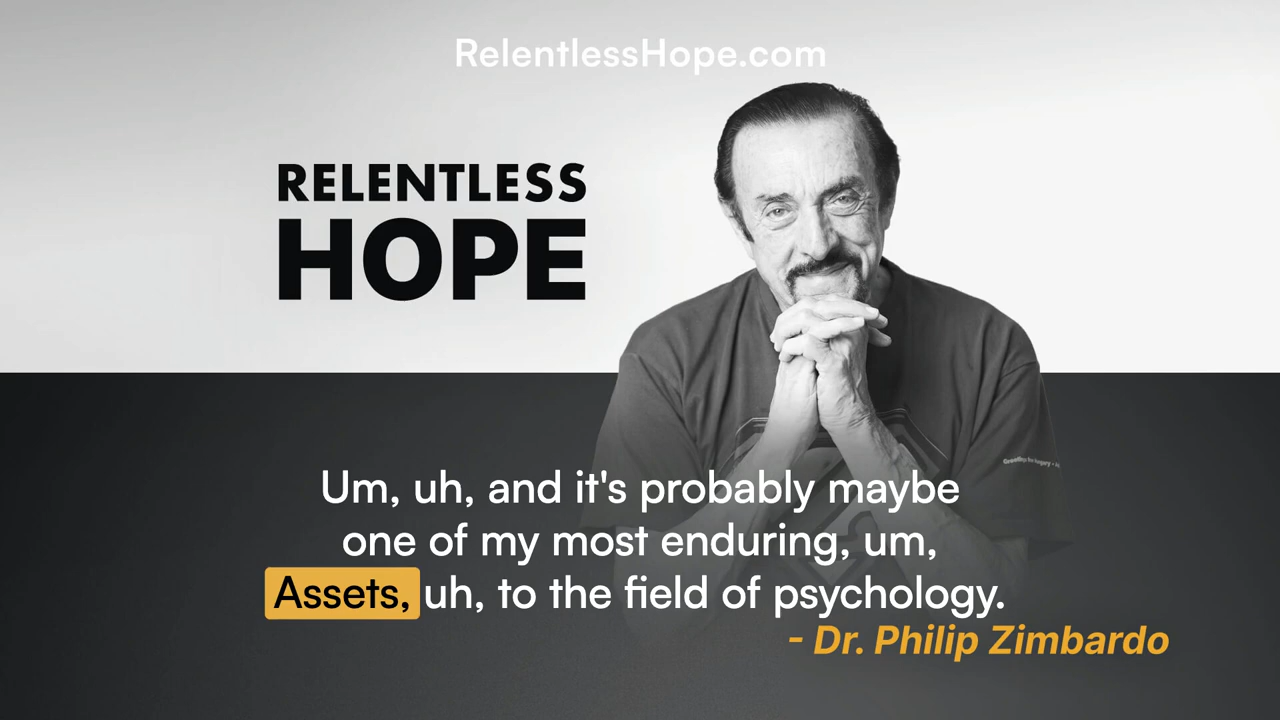 RelentlessHope.com
RELENTLESS
HOPE
Um, uh, and it's probably maybe
one of my most enduring, um,
Assets, uh, to the field of psychology.
- Dr. Philip Zimbardo